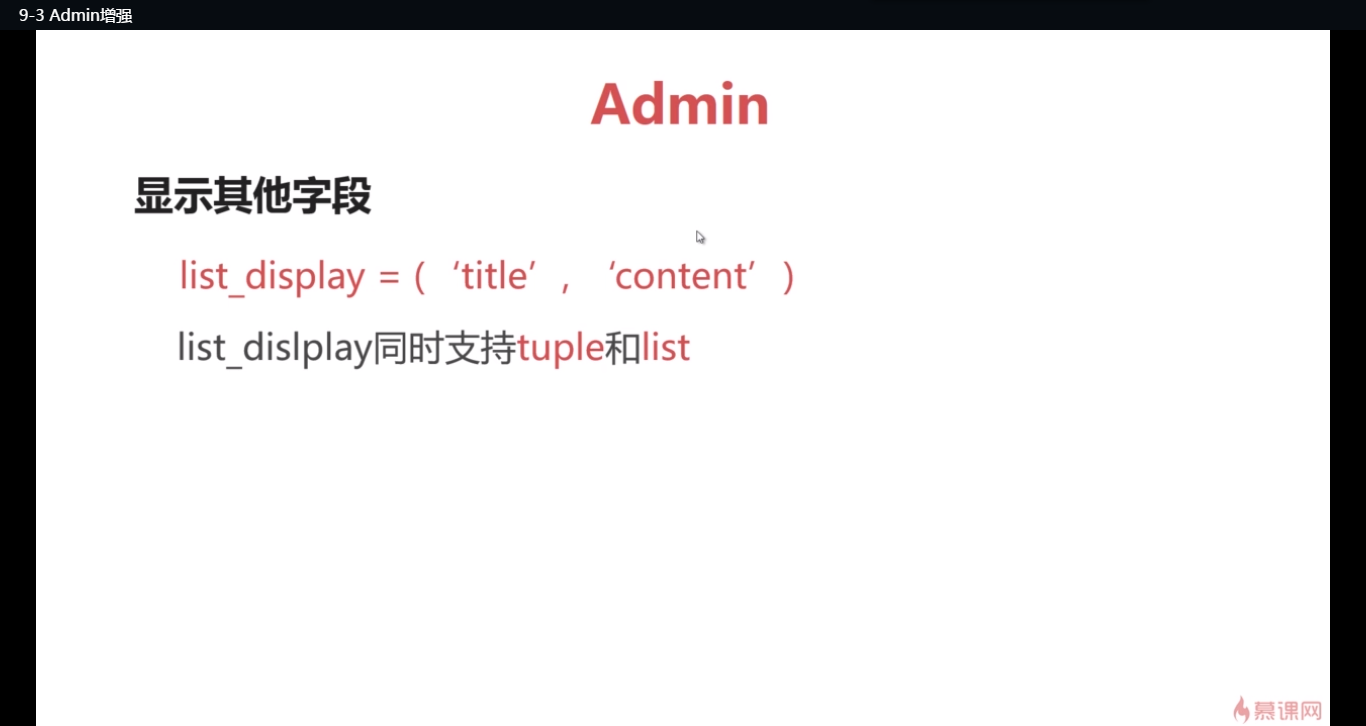 9-3 Admin增强
Admin
显示其他字段
list_display = (‘title’, ‘content’)
list_dislplay同时支持tuple和list
慕课网